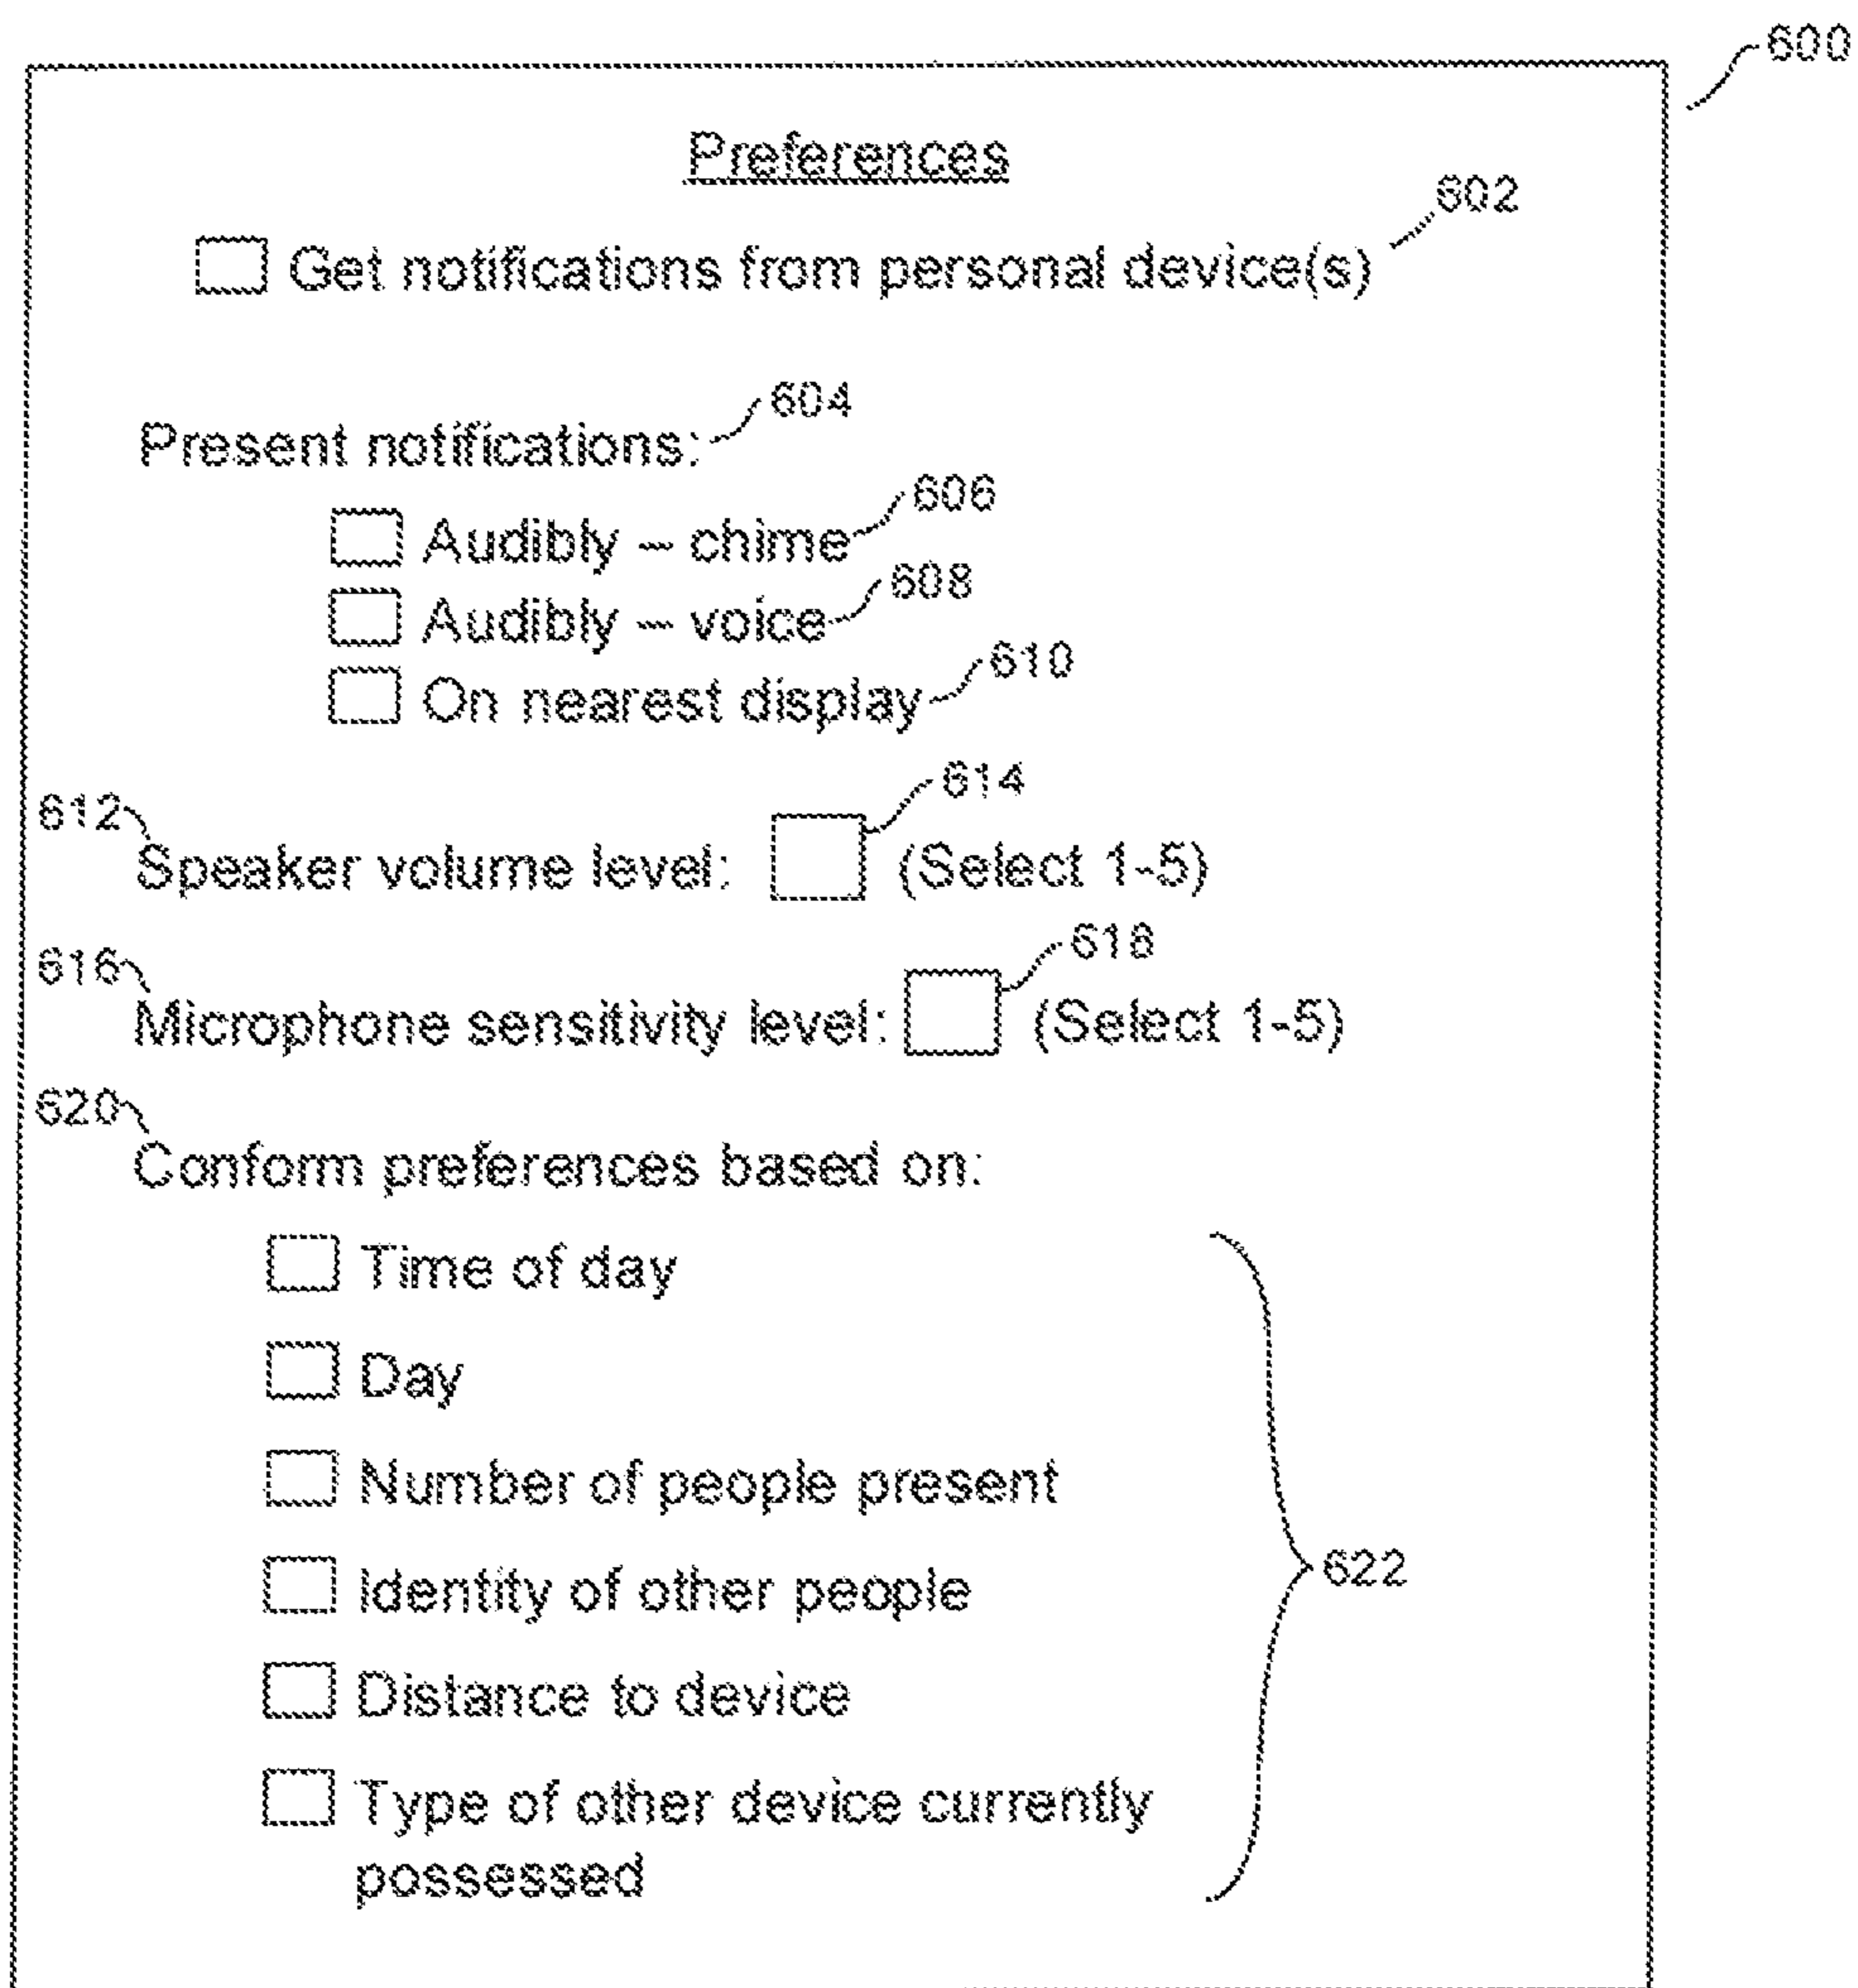 600
Preferences
602
Get notifications from personal device(s)
604
Present notifications:
606
Audibly – chime
608
Audibly – voice
610
On nearest display
614
612
Speaker volume level: (Select 1-5)
618
616
Microphone sensitivity level: (Select 1-5)
620
Conform preferences based on:
Time of day
Day
Number of people present
Identity of other people
622
Distance to device
Type of other device currently
possessed